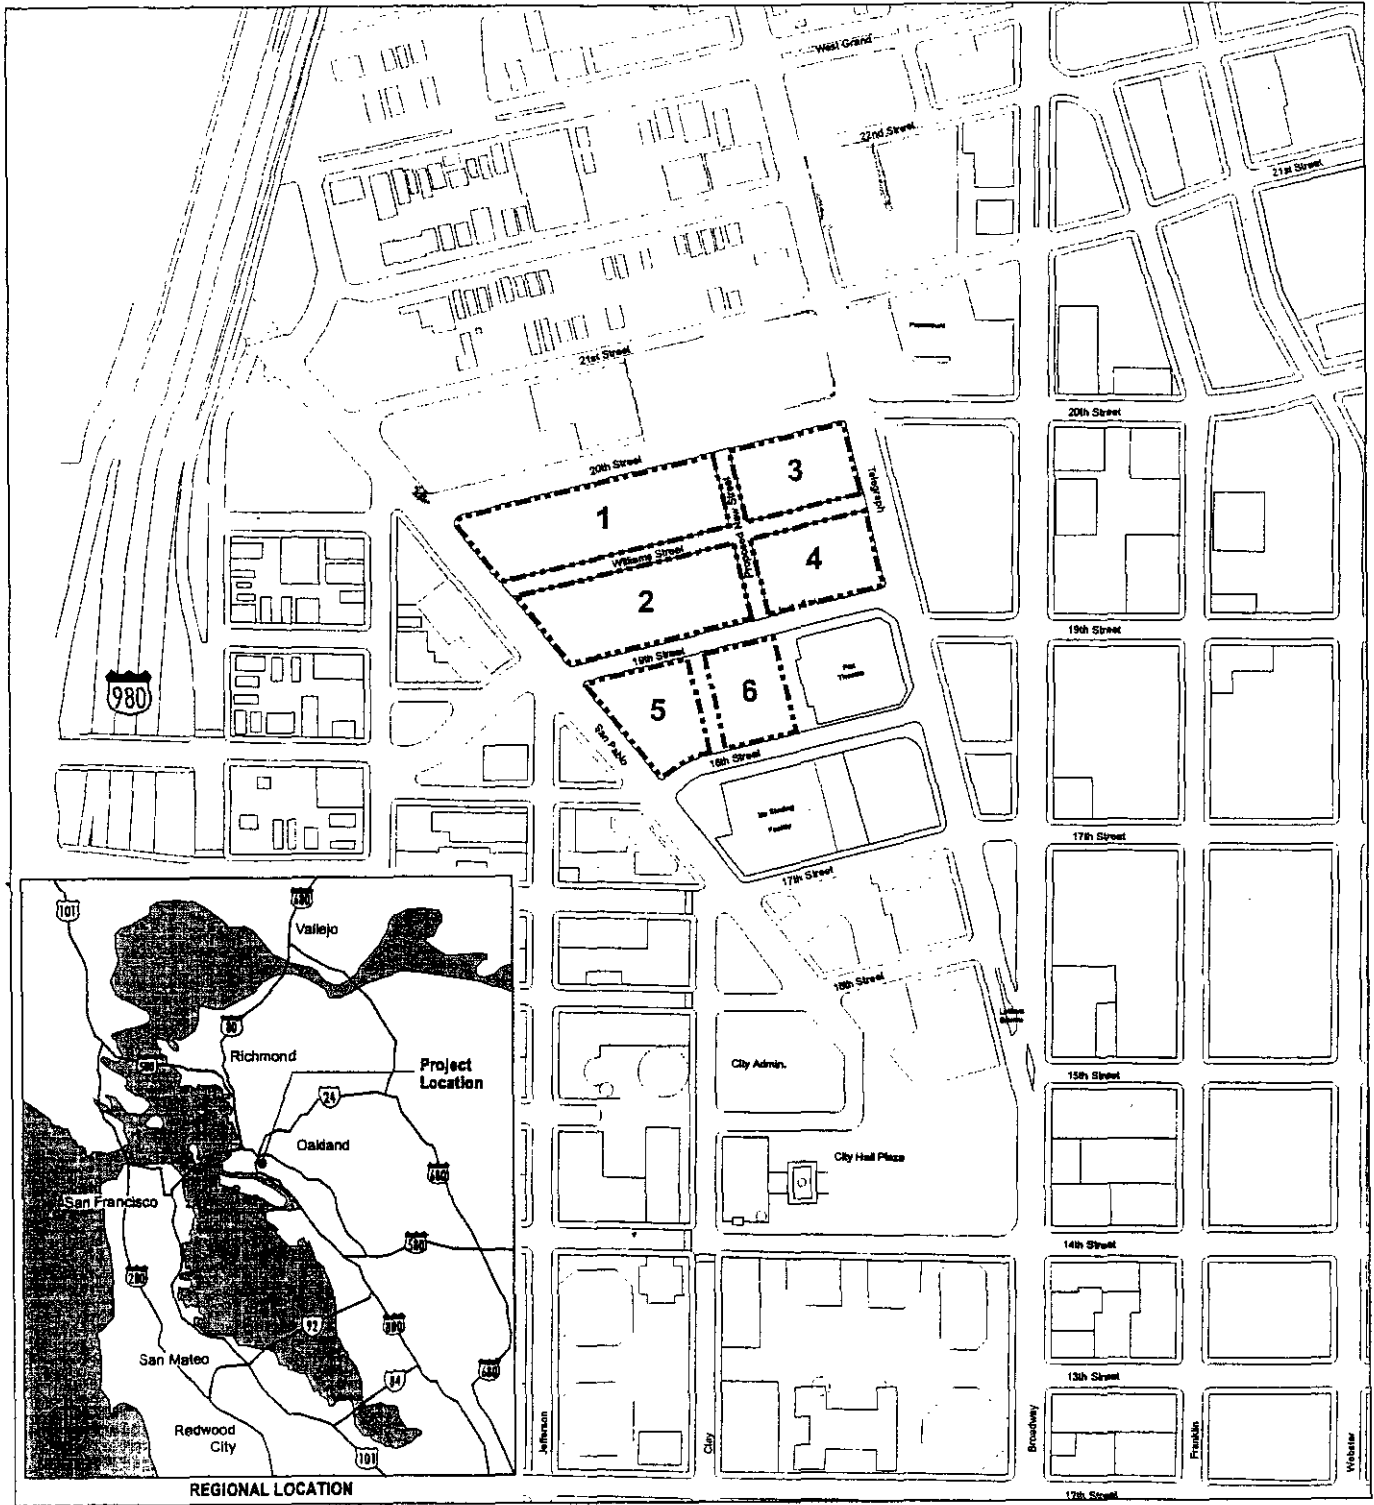 West Grand
22nd Street
21st Street
Paramount
21st Street
20th Street
20th Street
Telegraph
3
1
Proposed New Street
Williams Street
4
2
19th Street
19th Street
980
Fox
Theatre
6
5
San Pablo
18th Street
Ice Skating
Facility
17th Street
17th Street
16th Street
City Admin.
15th Street
City Hall Plaza
14th Street
13th Street
Jefferson
Clay
Broadway
Franklin
Webster
12th Street
101
680
Vallejo
80
Richmond
580
Project
Location
24
Oakland
680
San Francisco
580
280
92
880
San Mateo
84
680
Redwood
City
101
REGIONAL LOCATION